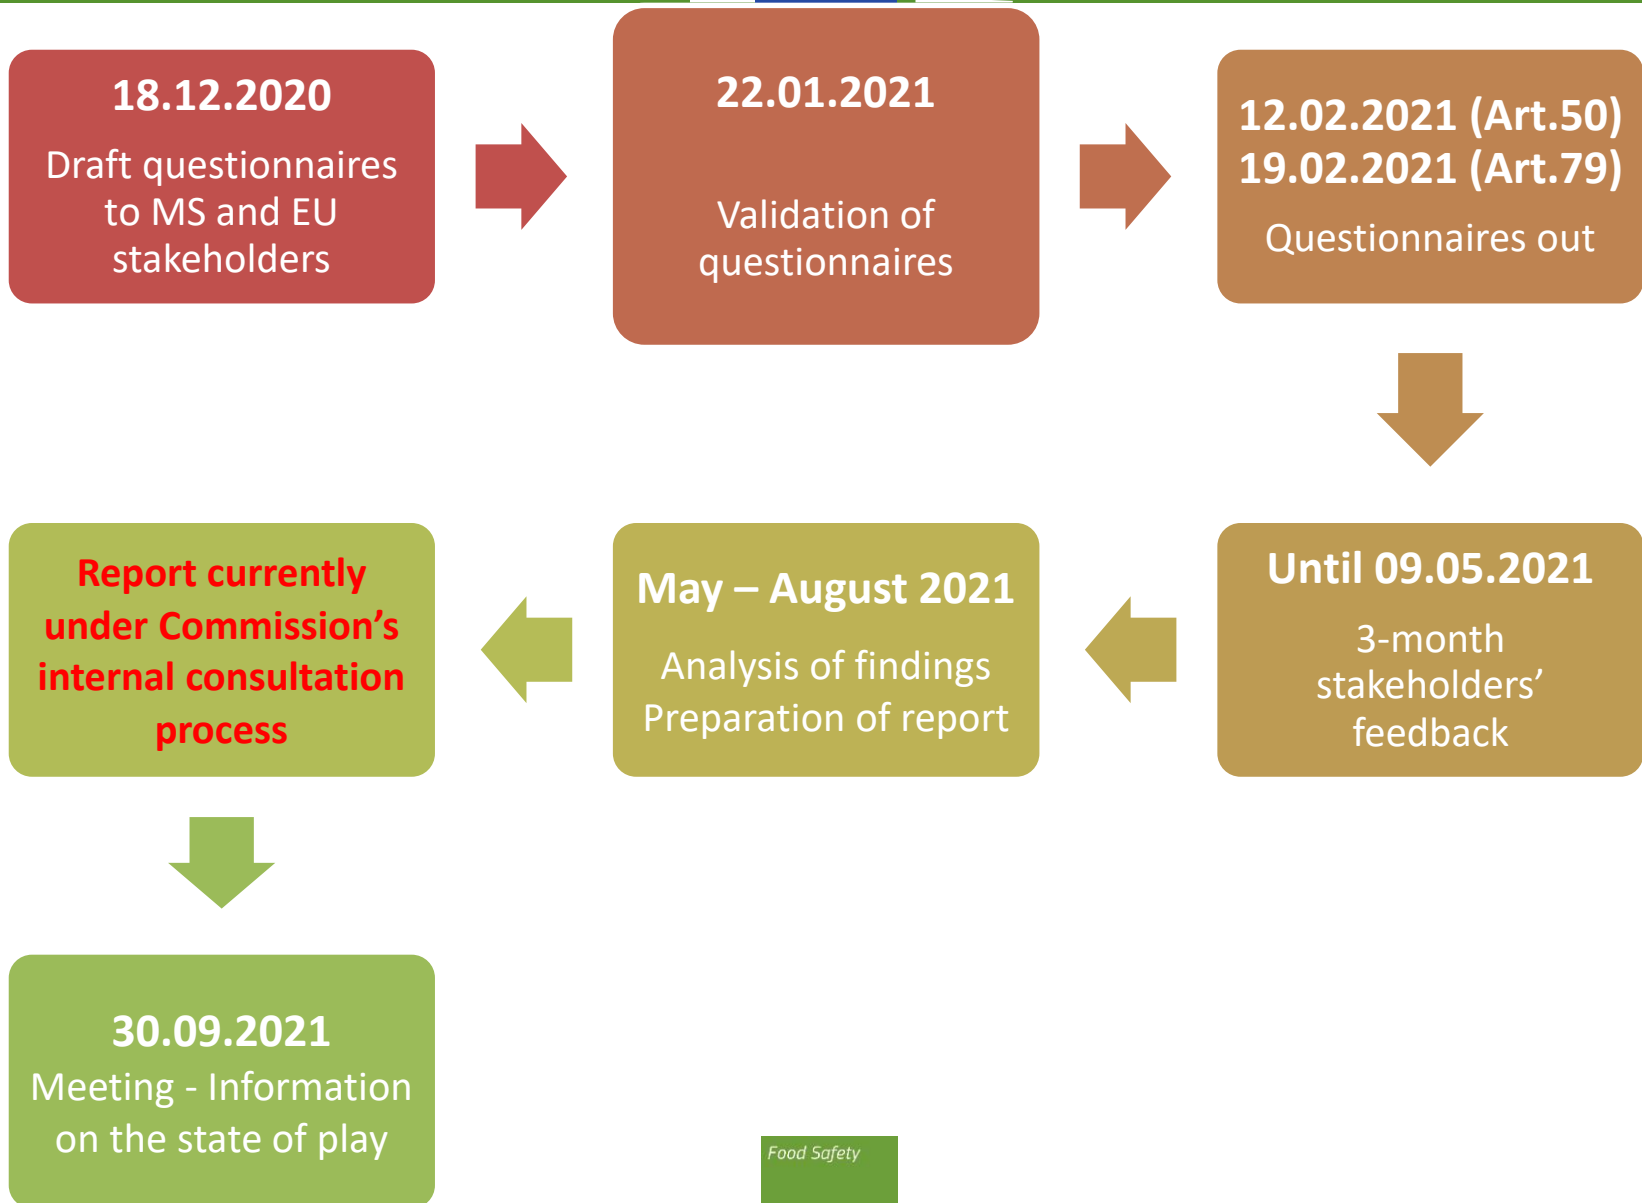 18.12.2020
Draft questionnaires
to MS and EU
stakeholders
22.01.2021
Validation of
questionnaires
12.02.2021 (Art.50)
19.02.2021 (Art.79)
Questionnaires out
Until 09.05.2021
3-month
stakeholders’
feedback
May – August 2021
Analysis of findings
Preparation of report
Report currently
under Commission’s
internal consultation
process
30.09.2021
Meeting - Information
on the state of play
Food Safety